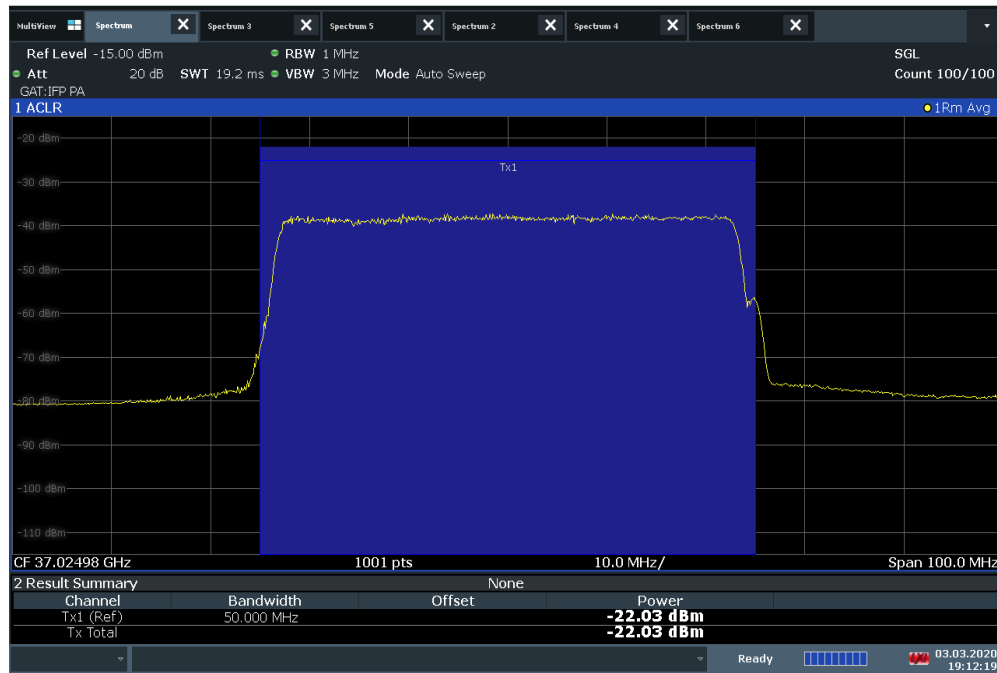 MultiView Spectrum Spectrum 3 Spectrum 5 Spectrum 2 Spectrum 4 Spectrum 6
Ref Level -15.00 dBm RBW 1 MHz SGL
Att 20 dB SWT 19.2 ms VBW 3 MHz Mode Auto Sweep Count 100/100
GAT:IFP PA
1 ACLR 1Rm Avg
-20 dBm
Tx1
-30 dBm
-40 dBm
-50 dBm
-60 dBm
-70 dBm
-80 dBm
-90 dBm
-100 dBm
-110 dBm
CF 37.02498 GHz 1001 pts 10.0 MHz/ Span 100.0 MHz
2 Result Summary None
Channel Bandwidth Offset Power
Tx1 (Ref) 50.000 MHz -22.03 dBm
Tx Total -22.03 dBm
Ready 03.03.2020
19:12:19